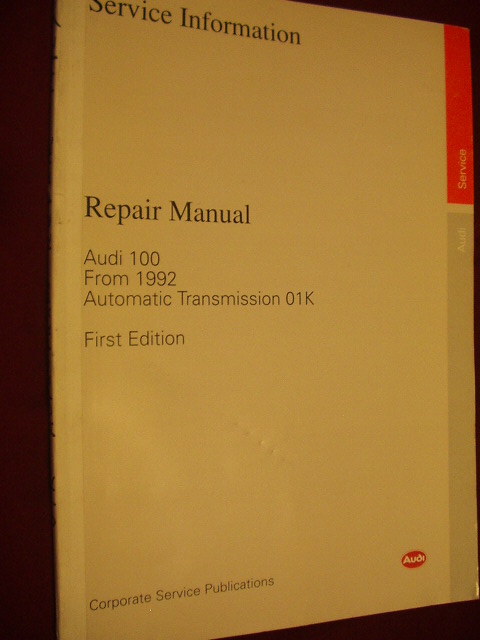 Service Information
Service
Audi
Repair Manual
Audi 100
From 1992
Automatic Transmission 01K
First Edition
Audi
Corporate Service Publications